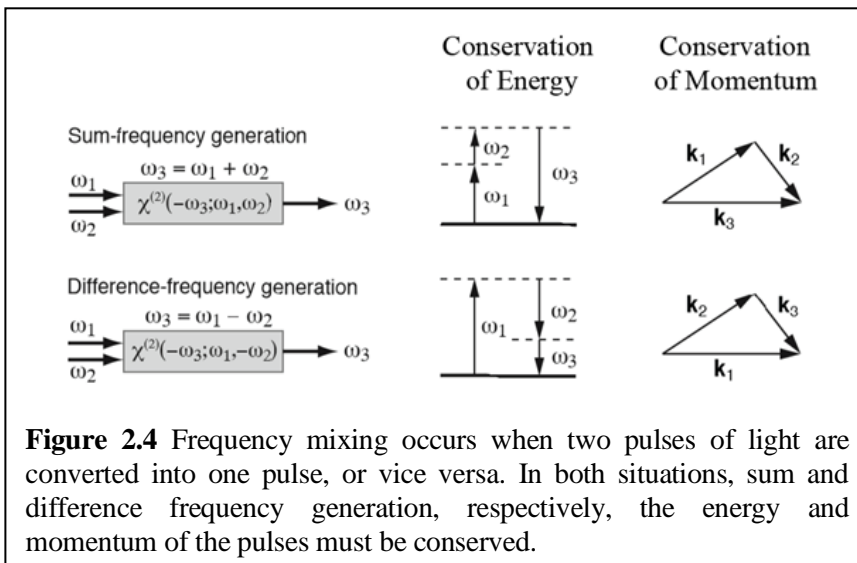 Conservation of Energy
Conservation of Momentum
Sum-frequency generation
ω₃ = ω₁ + ω₂
ω₁
ω₂
χ⁽²⁾(-ω₃;ω₁,ω₂)
ω₃
ω₂
ω₁
ω₃
k₁
k₂
k₃
Difference-frequency generation
ω₃ = ω₁ − ω₂
ω₁
ω₂
χ⁽²⁾(-ω₃;ω₁,-ω₂)
ω₃
ω₁
ω₂
ω₃
k₂
k₃
k₁
Figure 2.4 Frequency mixing occurs when two pulses of light are
converted into one pulse, or vice versa. In both situations, sum and
difference frequency generation, respectively, the energy and
momentum of the pulses must be conserved.